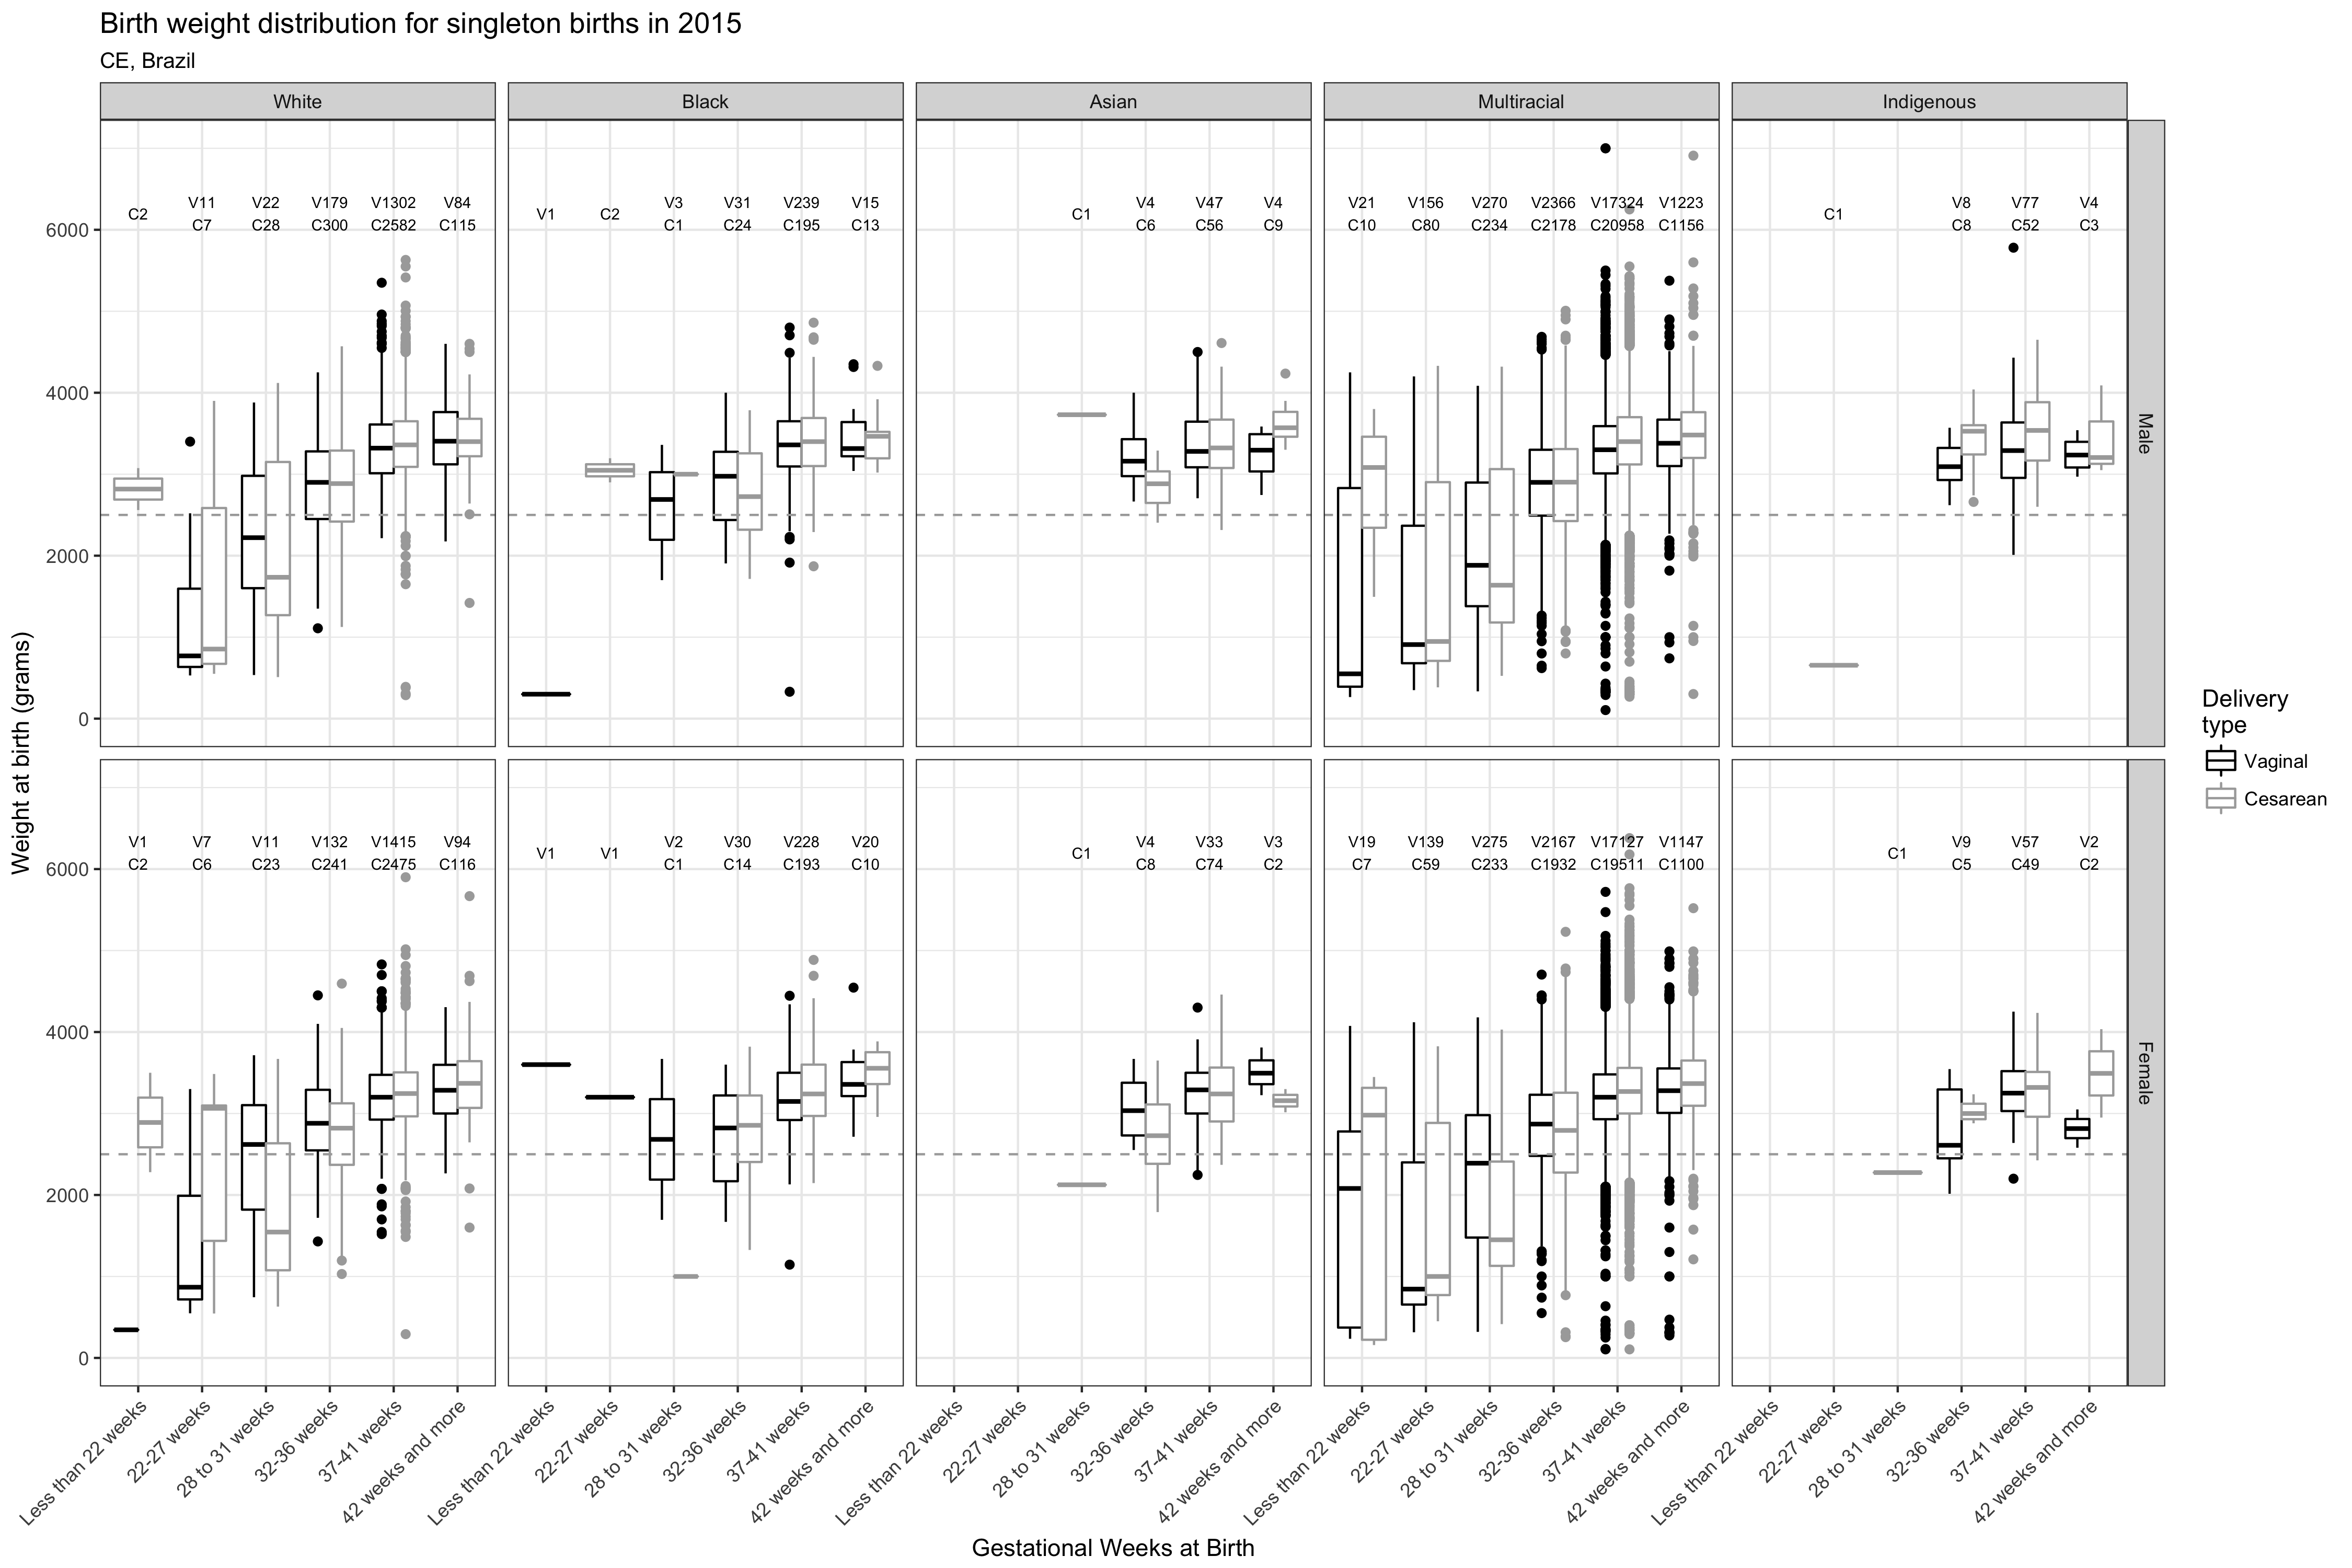 Birth weight distribution for singleton births in 2015
CE, Brazil
White Black Asian Multiracial Indigenous
V11 V22 V179 V1302 V84 V3 V31 V239 V15 V4 V47 V4 V21 V156 V270 V2366 V17324 V1223 V8 V77 V4
C2 V1 C2 C1 C1
C7 C28 C300 C2582 C115 C1 C24 C195 C13 C6 C56 C9 C10 C80 C234 C2178 C20958 C1156 C8 C52 C3
6000
4000
2000
0
Male
V1 V7 V11 V132 V1415 V94 V2 V30 V228 V20 V4 V33 V3 V19 V139 V275 V2167 V17127 V1147 V9 V57 V2
V1 V1 C1 C1
C2 C6 C23 C241 C2475 C116 C1 C14 C193 C10 C8 C74 C2 C7 C59 C233 C1932 C19511 C1100 C5 C49 C2
6000
4000
2000
0
Female
Less than 22 weeks 22-27 weeks 28 to 31 weeks 32-36 weeks 37-41 weeks 42 weeks and more
Less than 22 weeks 22-27 weeks 28 to 31 weeks 32-36 weeks 37-41 weeks 42 weeks and more
Less than 22 weeks 22-27 weeks 28 to 31 weeks 32-36 weeks 37-41 weeks 42 weeks and more
Less than 22 weeks 22-27 weeks 28 to 31 weeks 32-36 weeks 37-41 weeks 42 weeks and more
Less than 22 weeks 22-27 weeks 28 to 31 weeks 32-36 weeks 37-41 weeks 42 weeks and more
Gestational Weeks at Birth
Weight at birth (grams)
Delivery
type
Vaginal
Cesarean